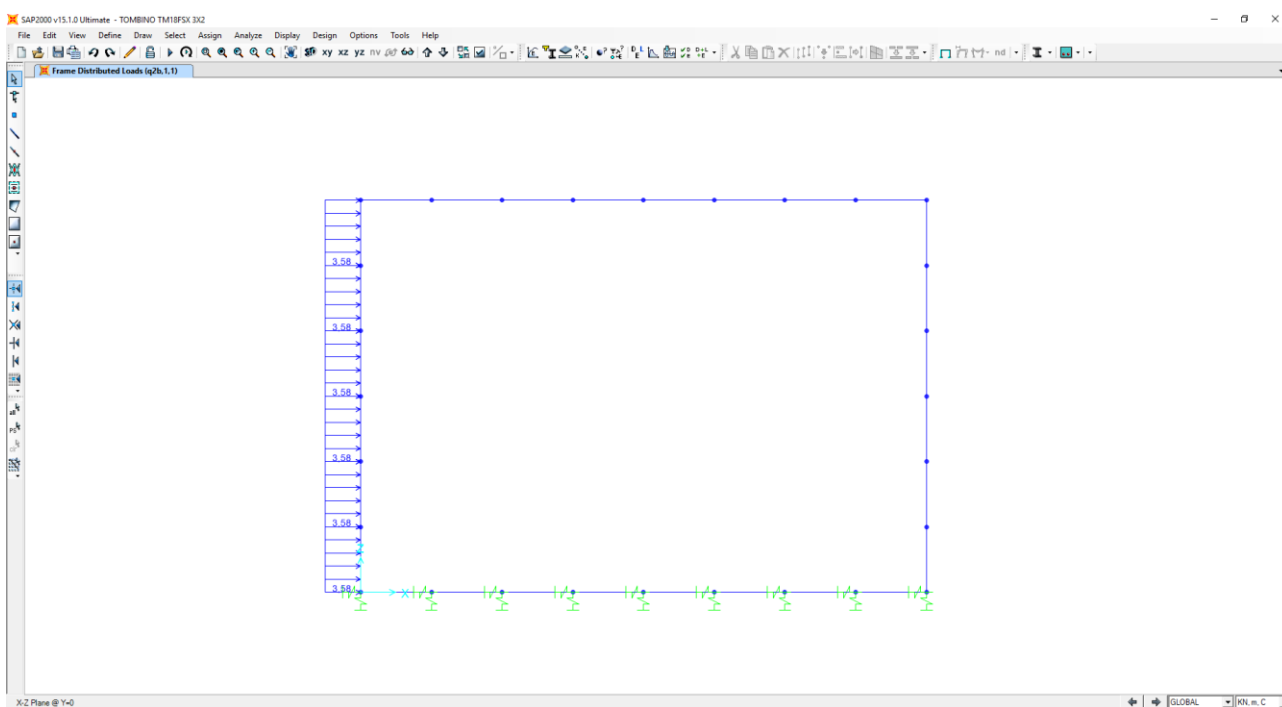 SAP2000 v15.1.0 Ultimate - TOMBINO TM18FSX 3X2
File Edit View Define Draw Select Assign Analyze Display Design Options Tools Help
xy xz yz nv nd
Frame Distributed Loads (q2b,1,1)
3.58
3.58
3.58
3.58
3.58
3.58
X
X-Z Plane @ Y=0 GLOBAL KN, m, C